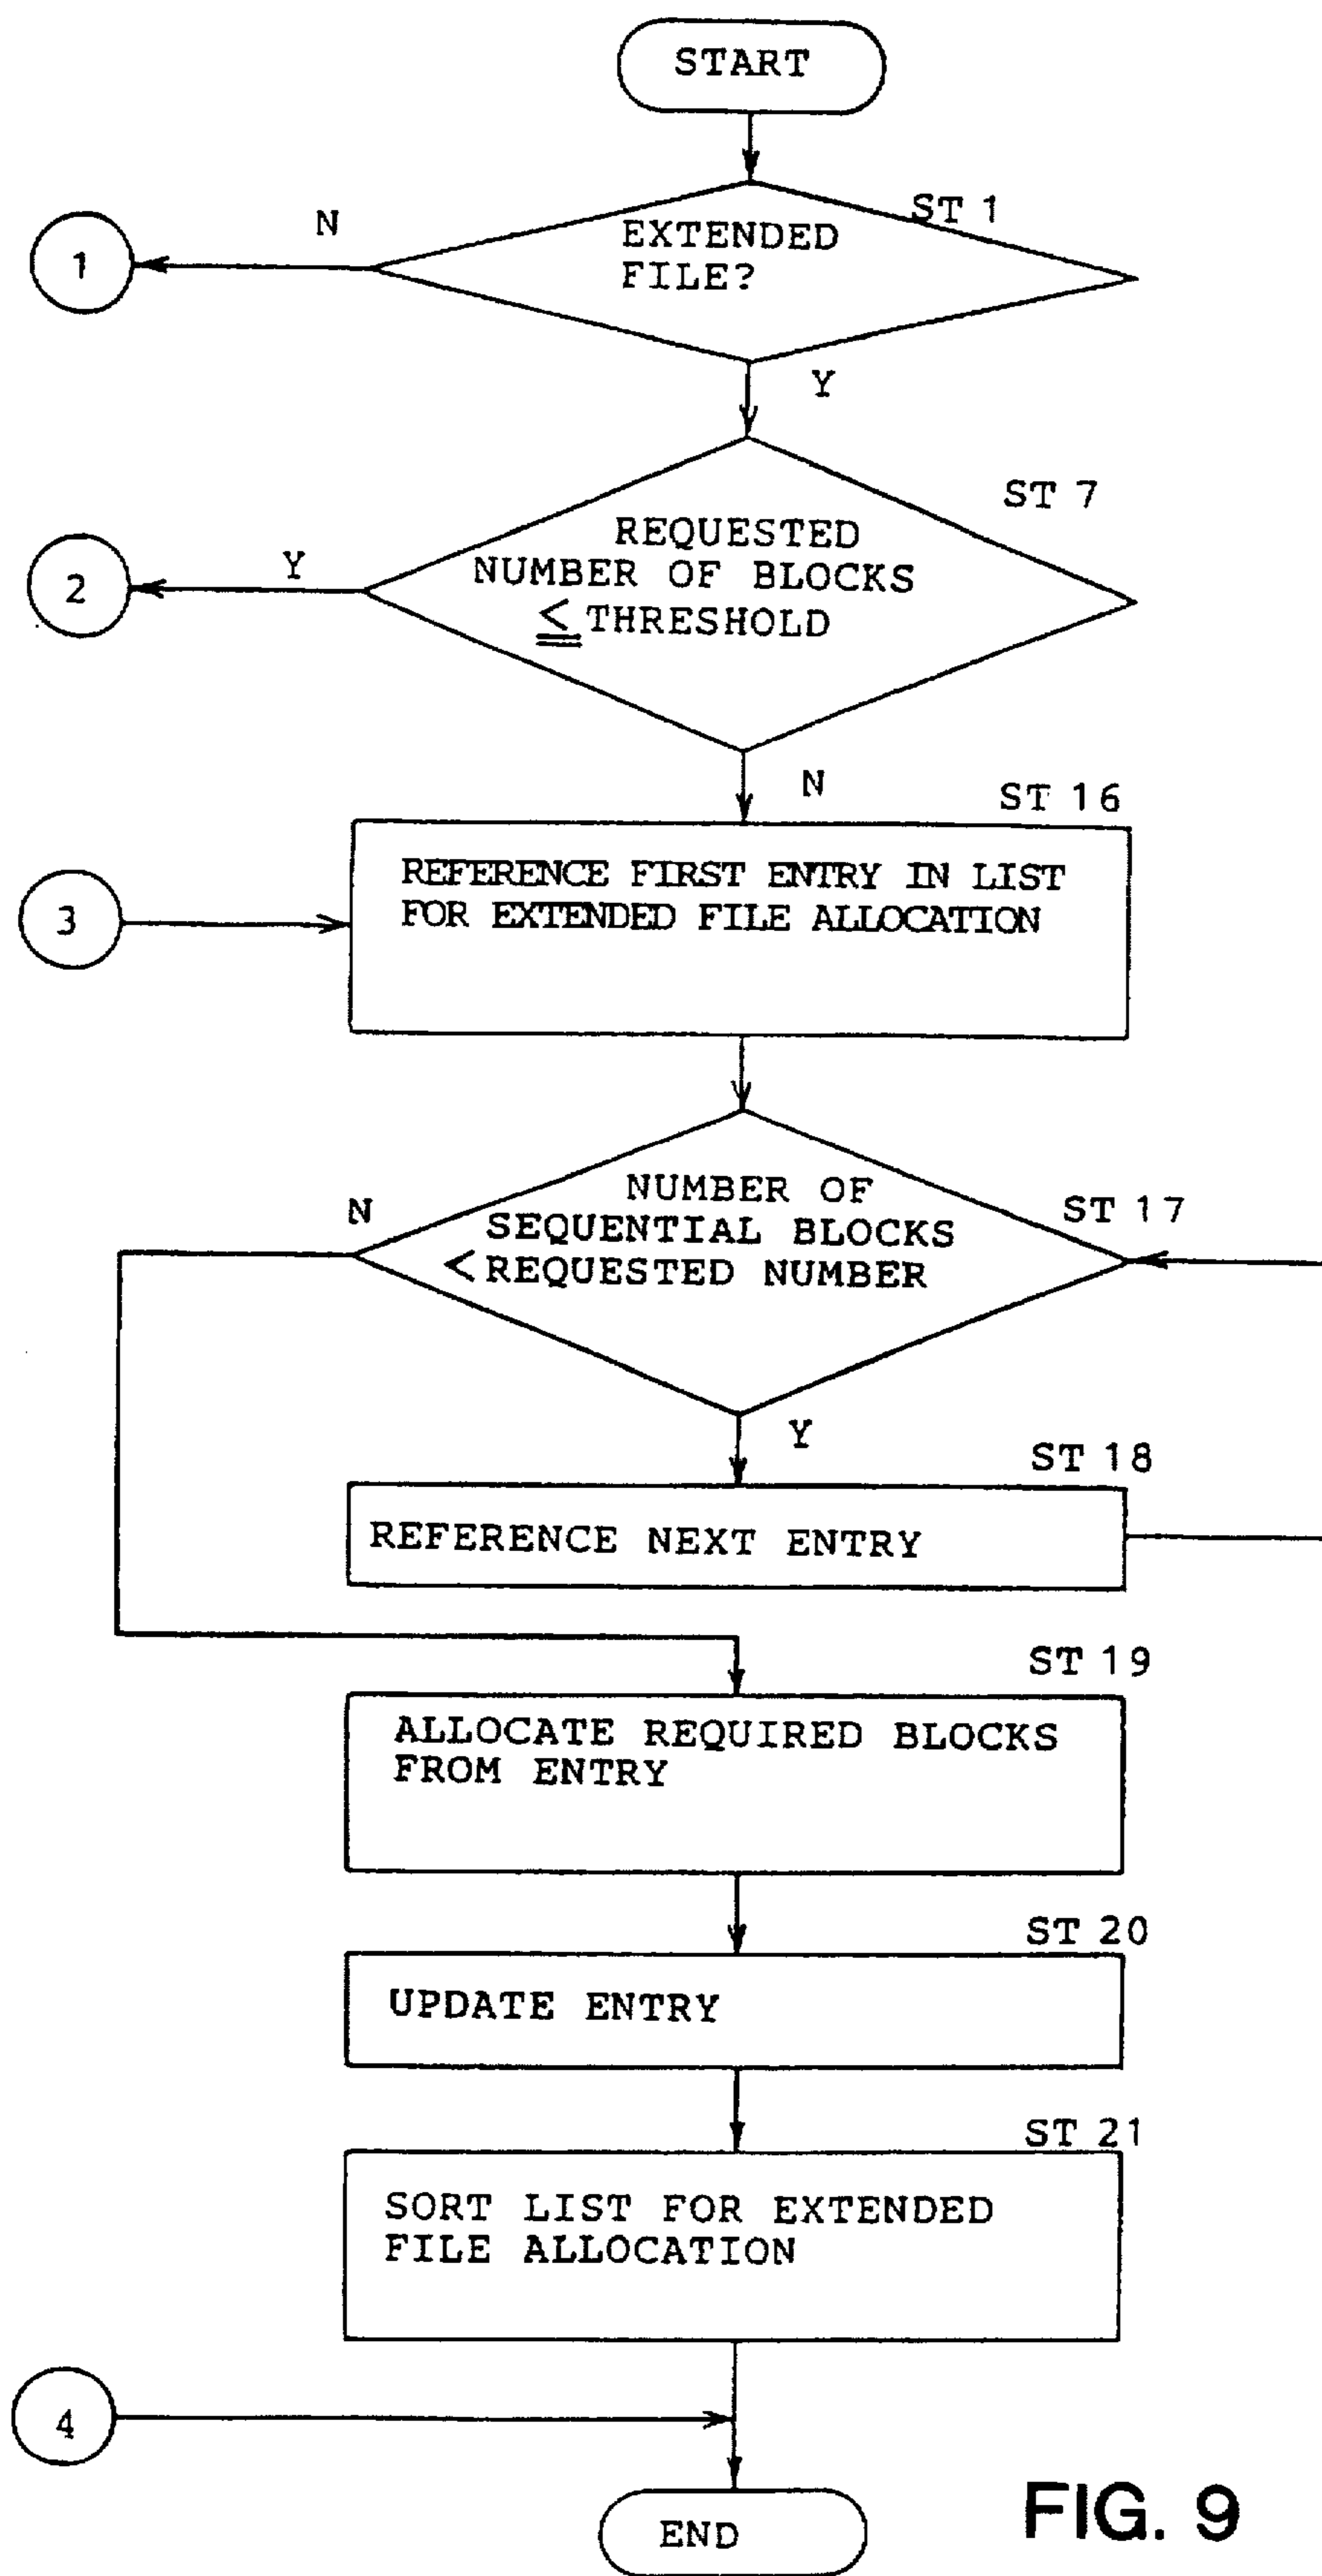 START
ST 1
N
EXTENDED
FILE?
1
Y
ST 7
REQUESTED
Y
NUMBER OF BLOCKS
2
≦ THRESHOLD
N
ST 16
REFERENCE FIRST ENTRY IN LIST
FOR EXTENDED FILE ALLOCATION
3
NUMBER OF
N
ST 17
SEQUENTIAL BLOCKS
< REQUESTED NUMBER
Y
ST 18
REFERENCE NEXT ENTRY
ST 19
ALLOCATE REQUIRED BLOCKS
FROM ENTRY
ST 20
UPDATE ENTRY
ST 21
SORT LIST FOR EXTENDED
FILE ALLOCATION
4
END
FIG. 9